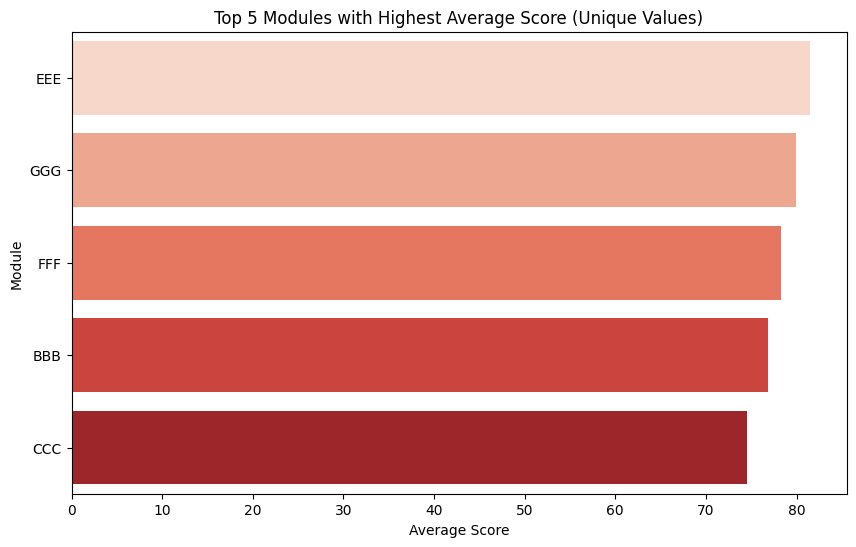 Top 5 Modules with Highest Average Score (Unique Values)
Module
EEE
GGG
FFF
BBB
CCC
0 10 20 30 40 50 60 70 80
Average Score